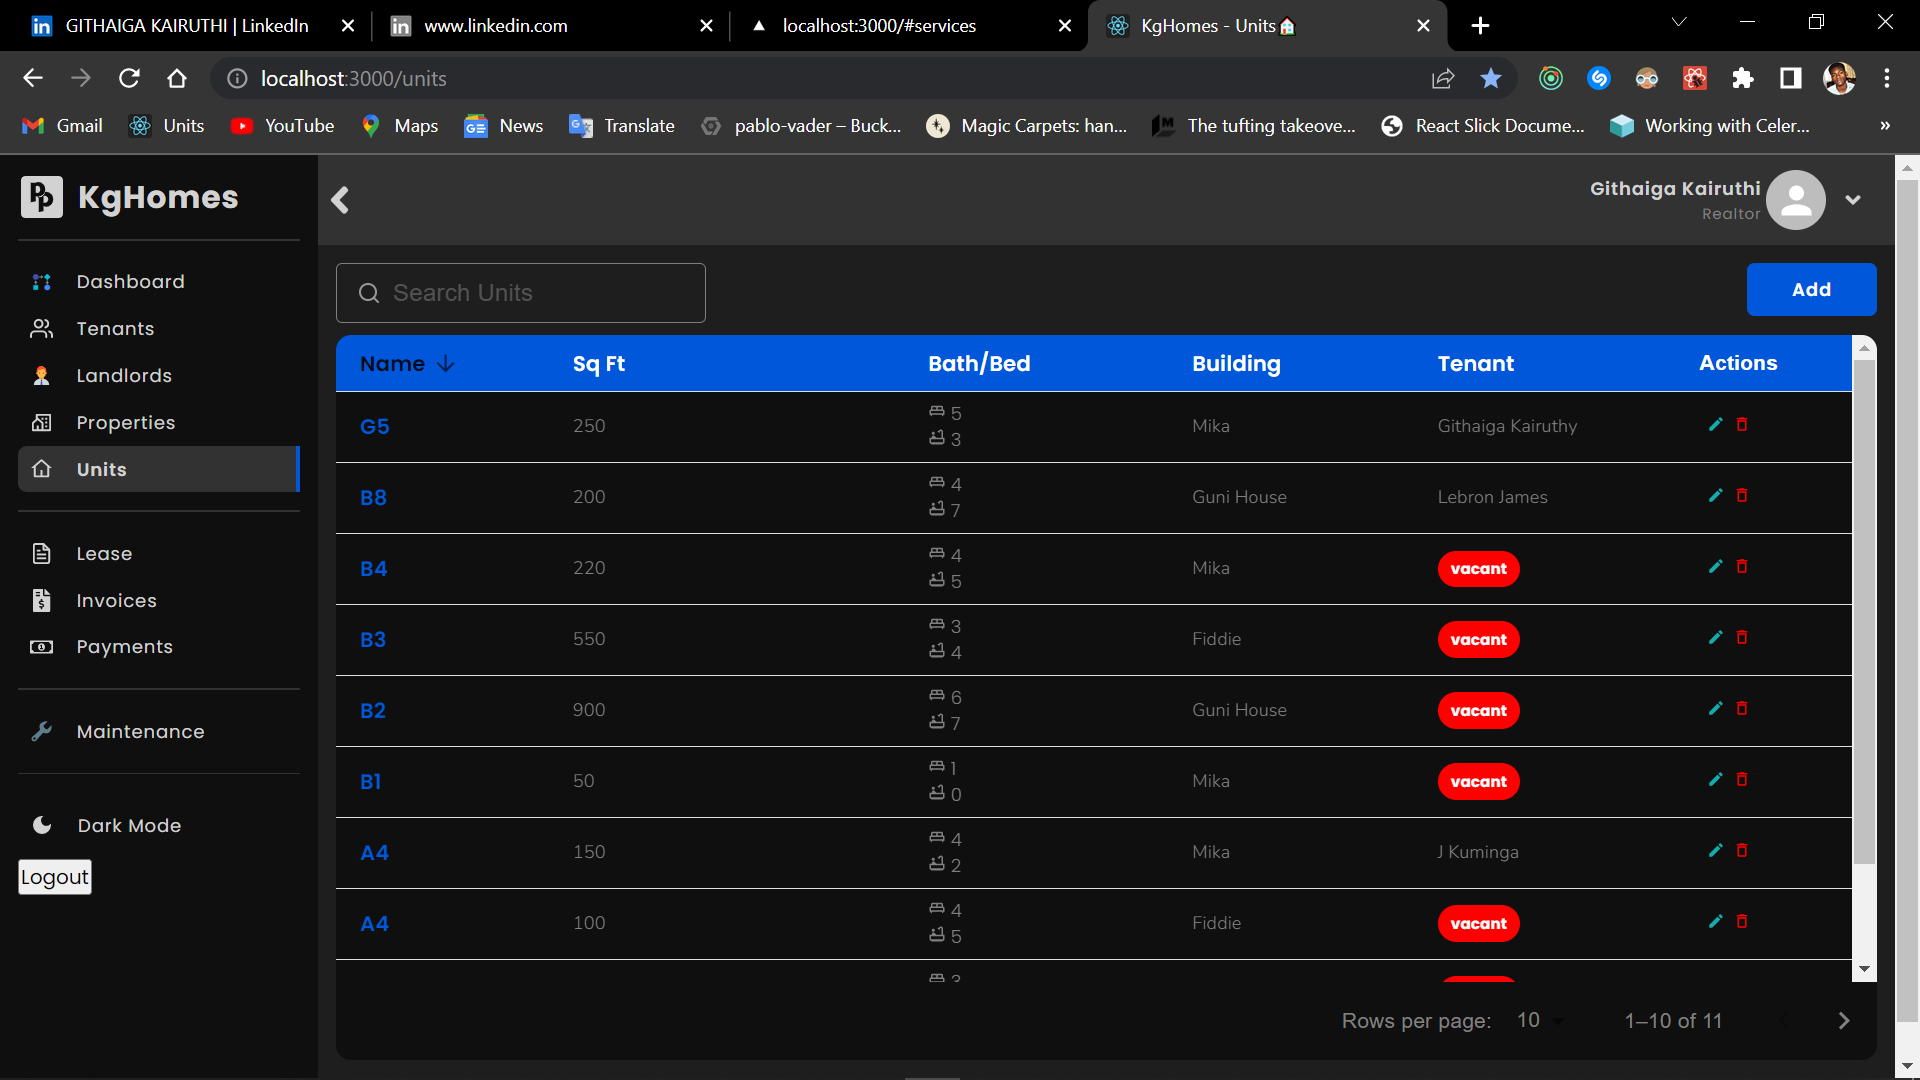 GITHAIGA KAIRUTHI | LinkedIn
www.linkedin.com
localhost:3000/#services
KgHomes - Units
localhost:3000/units
Gmail
Units
YouTube
Maps
News
Translate
pablo-vader – Buck...
Magic Carpets: han...
The tufting takeove...
React Slick Docume...
Working with Celer...
»
KgHomes
Githaiga Kairuthi
Realtor
Dashboard
Tenants
Landlords
Properties
Units
Lease
Invoices
Payments
Maintenance
Dark Mode
Logout
Search Units
Add
Name Sq Ft Bath/Bed Building Tenant Actions
G5 250 5 3 Mika Githaiga Kairuthy
B8 200 4 7 Guni House Lebron James
B4 220 4 5 Mika vacant
B3 550 3 4 Fiddie vacant
B2 900 6 7 Guni House vacant
B1 50 1 0 Mika vacant
A4 150 4 2 Mika J Kuminga
A4 100 4 5 Fiddie vacant
Rows per page: 10 1–10 of 11